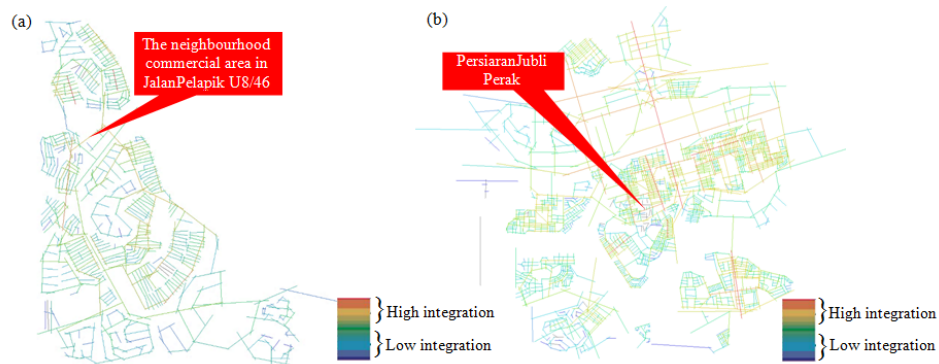 (a)
The neighbourhood
commercial area in
JalanPelapik U8/46
High integration
Low integration
(b)
PersiaranJubli
Perak
High integration
Low integration